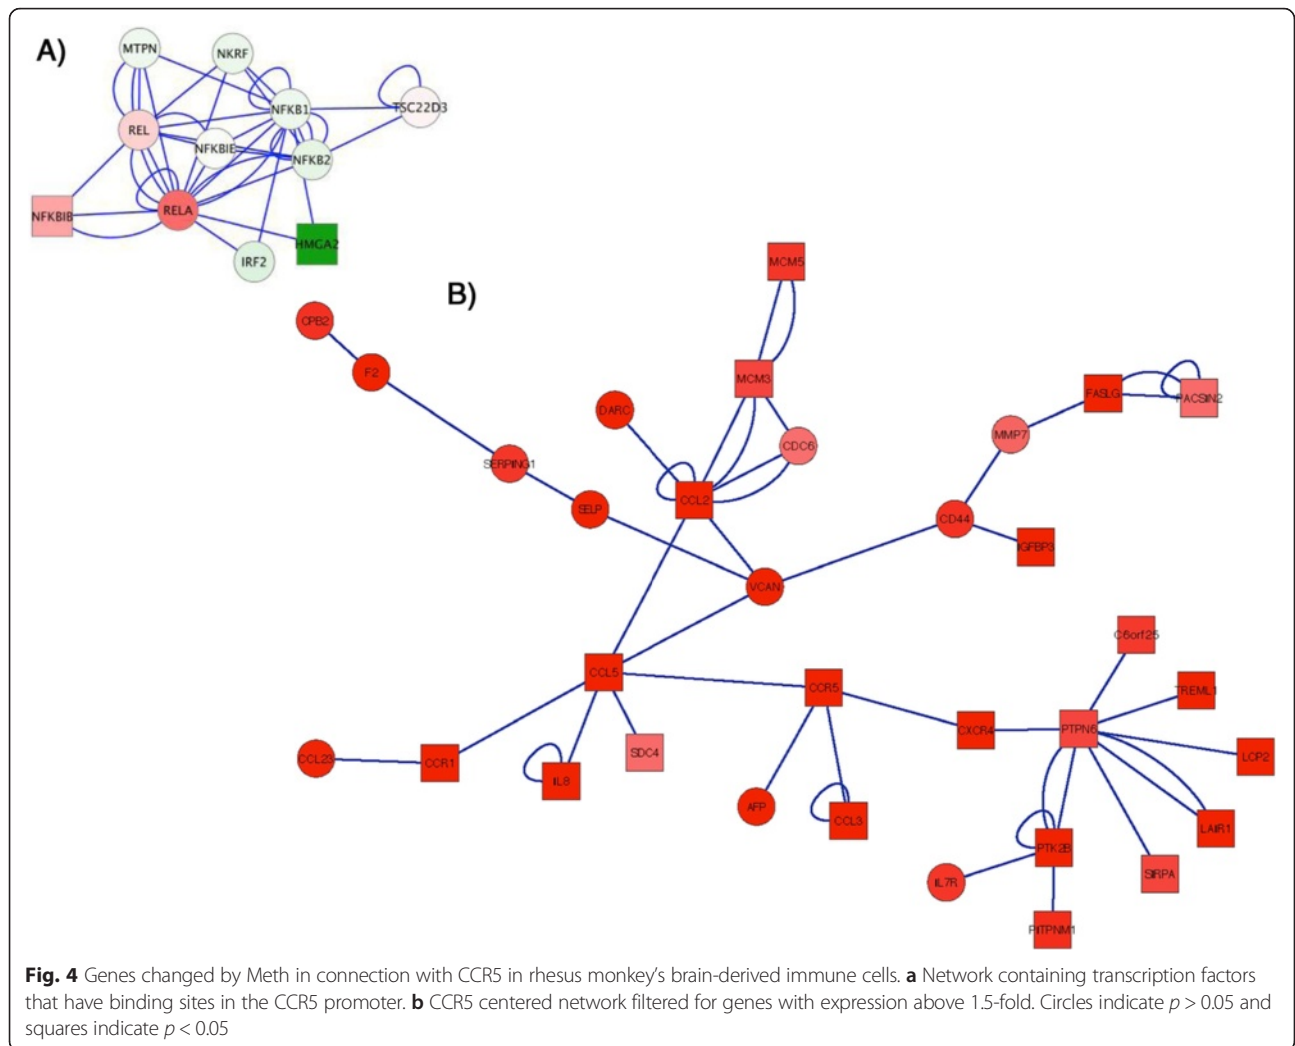 A)
MTPN
NKRF
NFKB1
TSC22D3
REL
NFKBIE
NFKB2
NFKBIB
RELA
HMGA2
IRF2
B)
MCM5
CPB2
F2
MCM3
FASLG
PACSIN2
DARC
MMP7
CDC6
SERPING1
CCL2
SELP
CD44
IGFBP3
VCAN
C6orf25
CCL5
CCR5
TREML1
CXCR4
PTPN6
CCL23
CCR1
IL8
SDC4
LCP2
AFP
CCL3
LAIR1
PTK2B
IL7R
SIRPA
PITPNM1
Fig. 4 Genes changed by Meth in connection with CCR5 in rhesus monkey's brain-derived immune cells. a Network containing transcription factors
that have binding sites in the CCR5 promoter. b CCR5 centered network filtered for genes with expression above 1.5-fold. Circles indicate p > 0.05 and
squares indicate p < 0.05